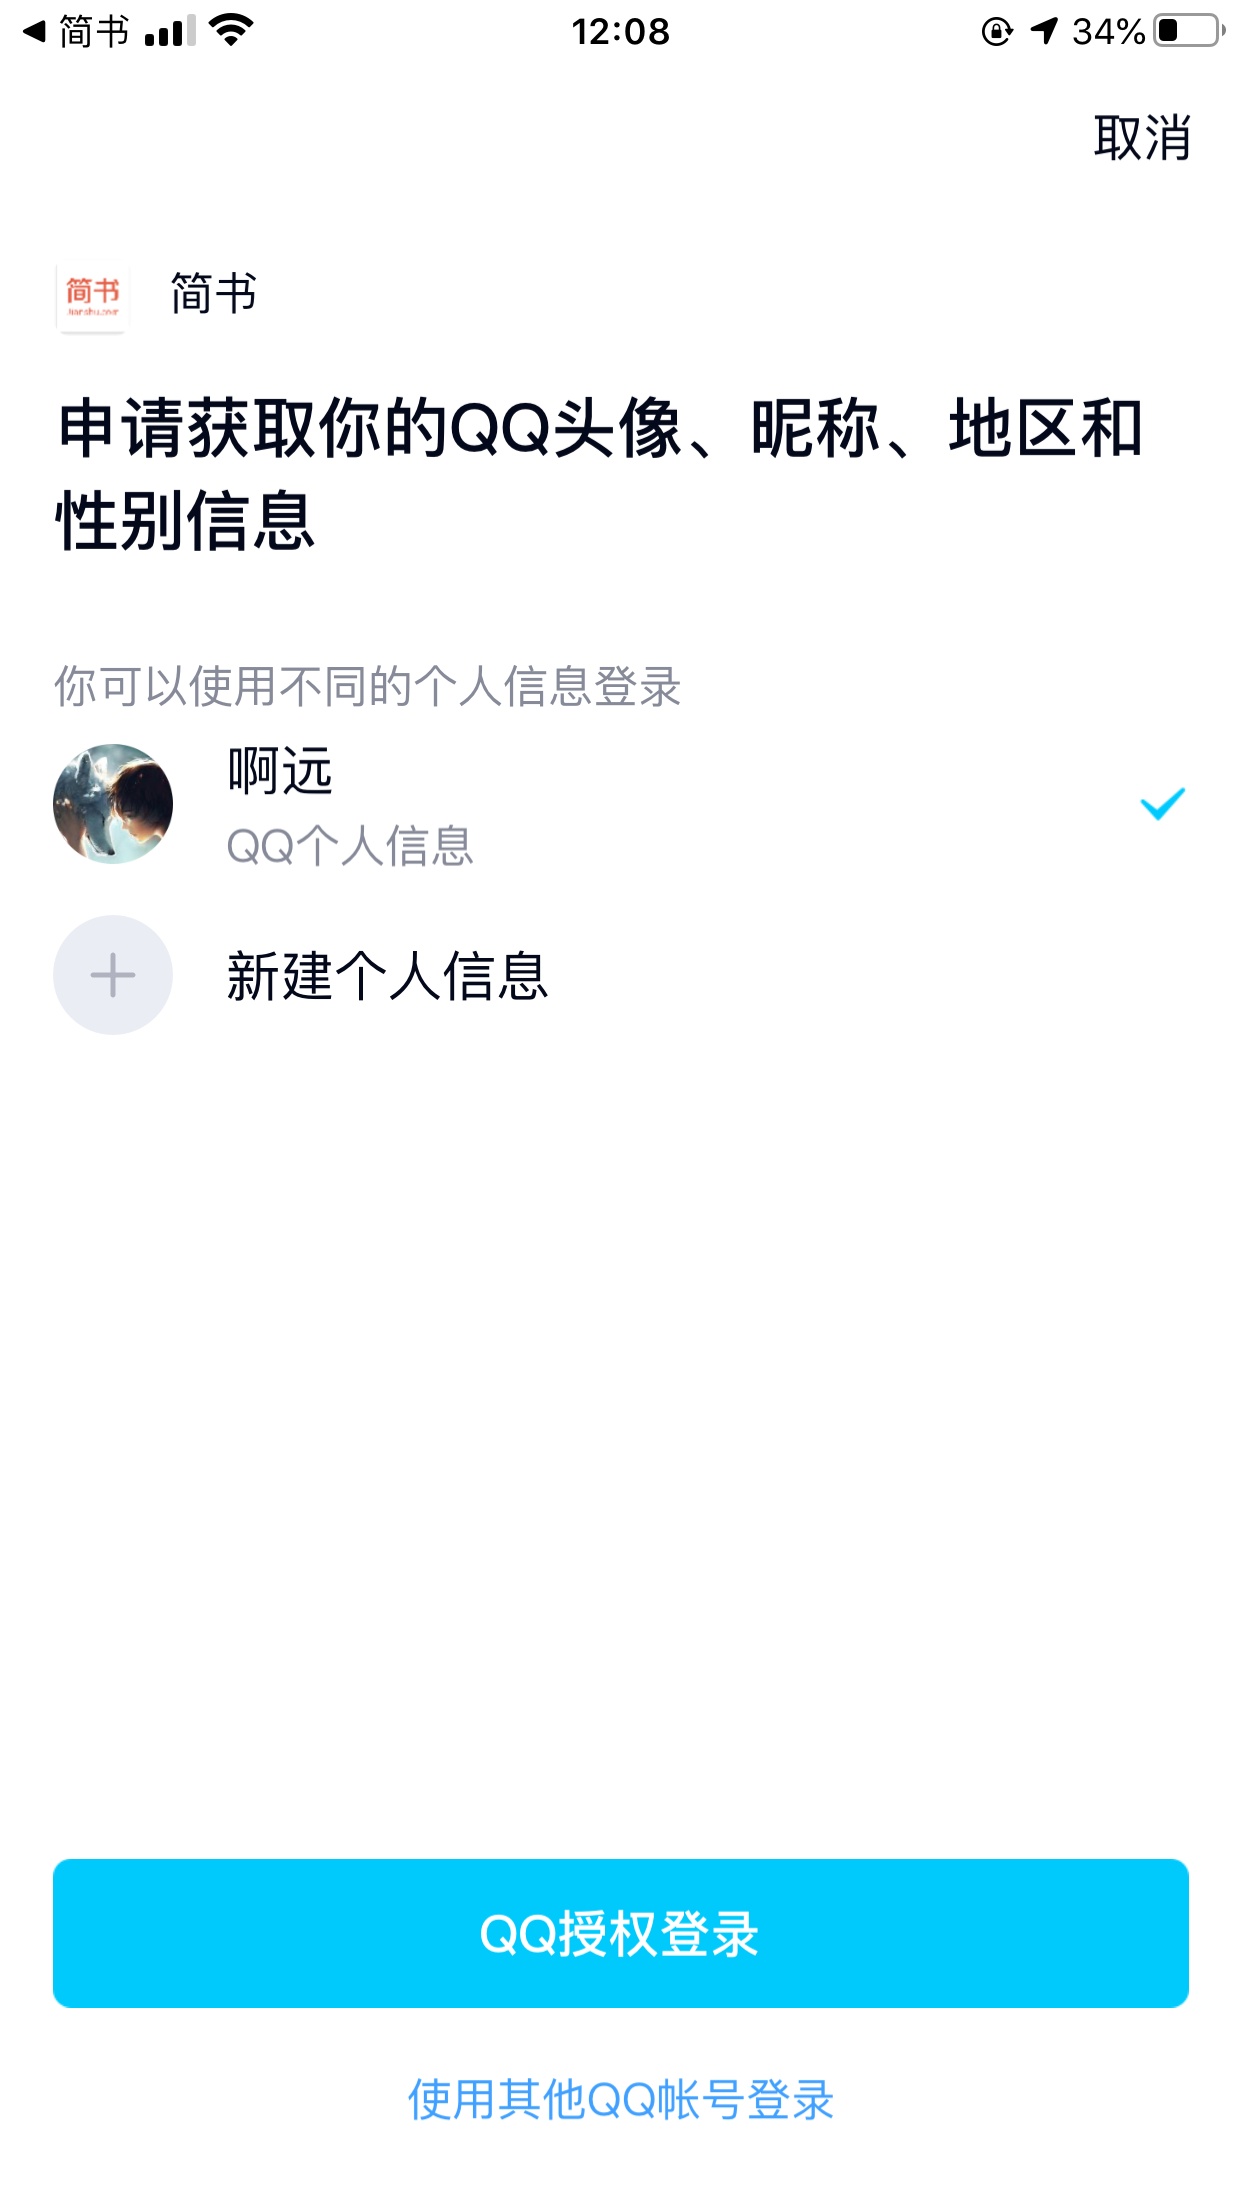 简书
12:08
34%
取消
简书
Jianshu.com
简书
申请获取你的QQ头像、昵称、地区和
性别信息
你可以使用不同的个人信息登录
啊远
QQ个人信息
新建个人信息
QQ授权登录
使用其他QQ帐号登录